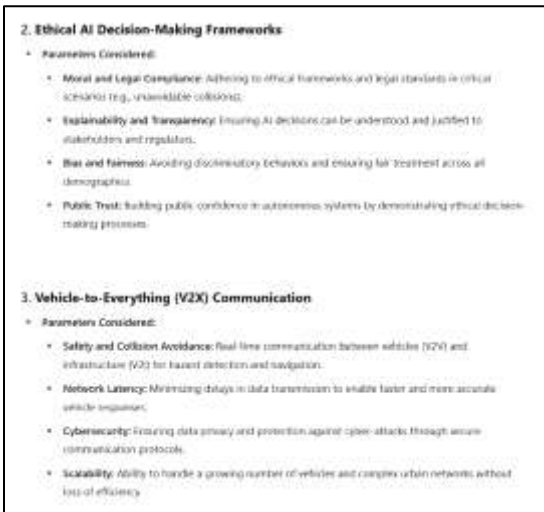 2. Ethical AI Decision-Making Frameworks
Parameters Considered:
Moral and Legal Compliance: Adhering to ethical frameworks and legal standards in critical
scenarios (e.g., unavoidable collisions).
Explainability and Transparency: Ensuring AI decisions can be understood and justified to
stakeholders and regulators.
Bias and Fairness: Avoiding discriminatory behaviors and ensuring fair treatment across all
demographics.
Public Trust: Building public confidence in autonomous systems by demonstrating ethical decision-
making processes.
3. Vehicle-to-Everything (V2X) Communication
Parameters Considered:
Safety and Collision Avoidance: Real-time communication between vehicles (V2V) and
infrastructure (V2I) for hazard detection and navigation.
Network Latency: Minimizing delays in data transmission to enable faster and more accurate
vehicle responses.
Cybersecurity: Ensuring data privacy and protection against cyber-attacks through secure
communication protocols.
Scalability: Ability to handle a growing number of vehicles and complex urban networks without
loss of efficiency.